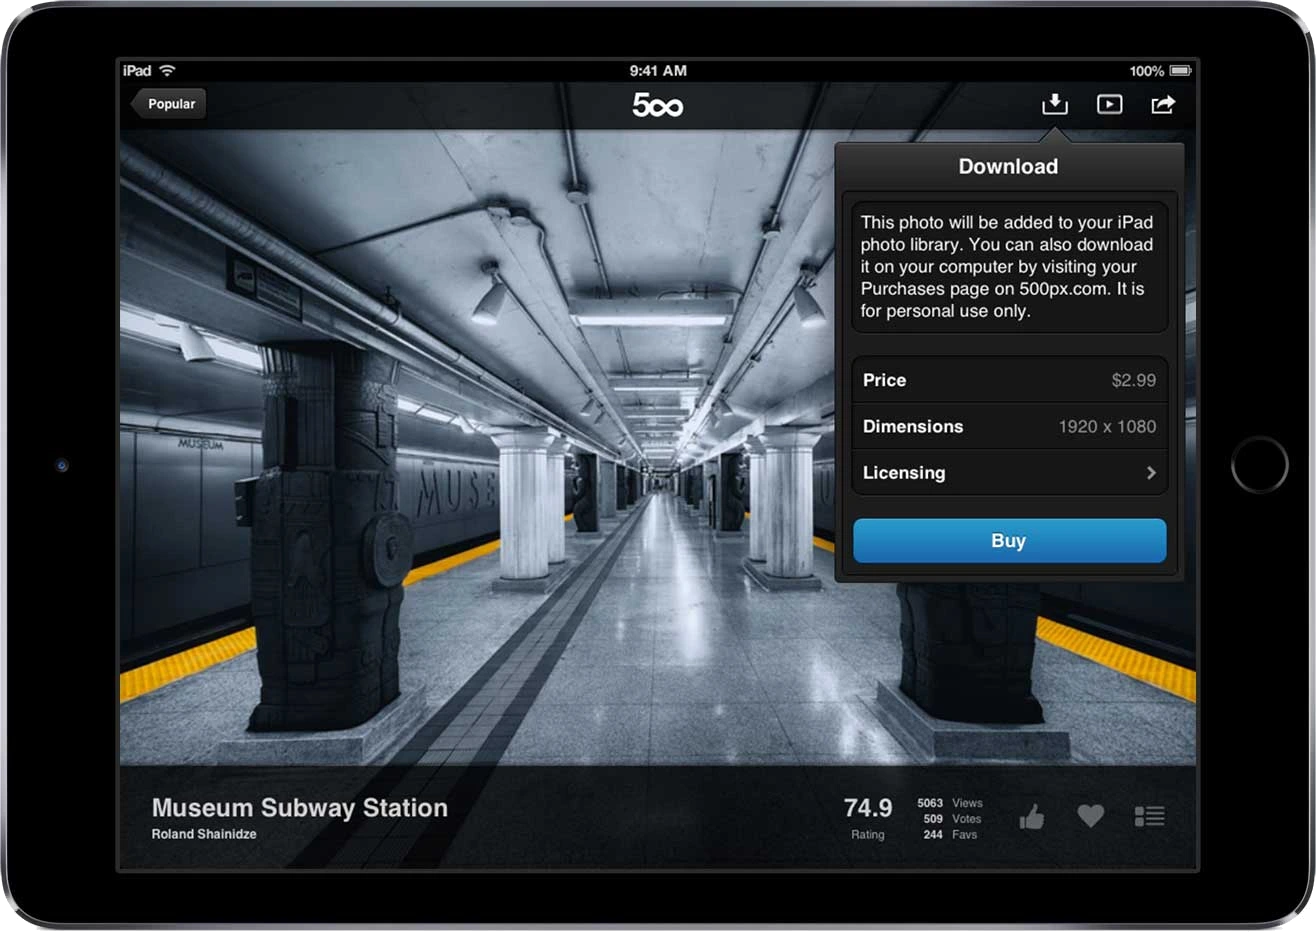 iPad
9:41 AM
100%
Popular
500
Download
This photo will be added to your iPad
photo library. You can also download
it on your computer by visiting your
Purchases page on 500px.com. It is
for personal use only.
Price $2.99
Dimensions 1920 x 1080
Licensing
Buy
MUSEUM
MUSE
Museum Subway Station
Roland Shainidze
74.9
Rating
5063 Views
509 Votes
244 Favs